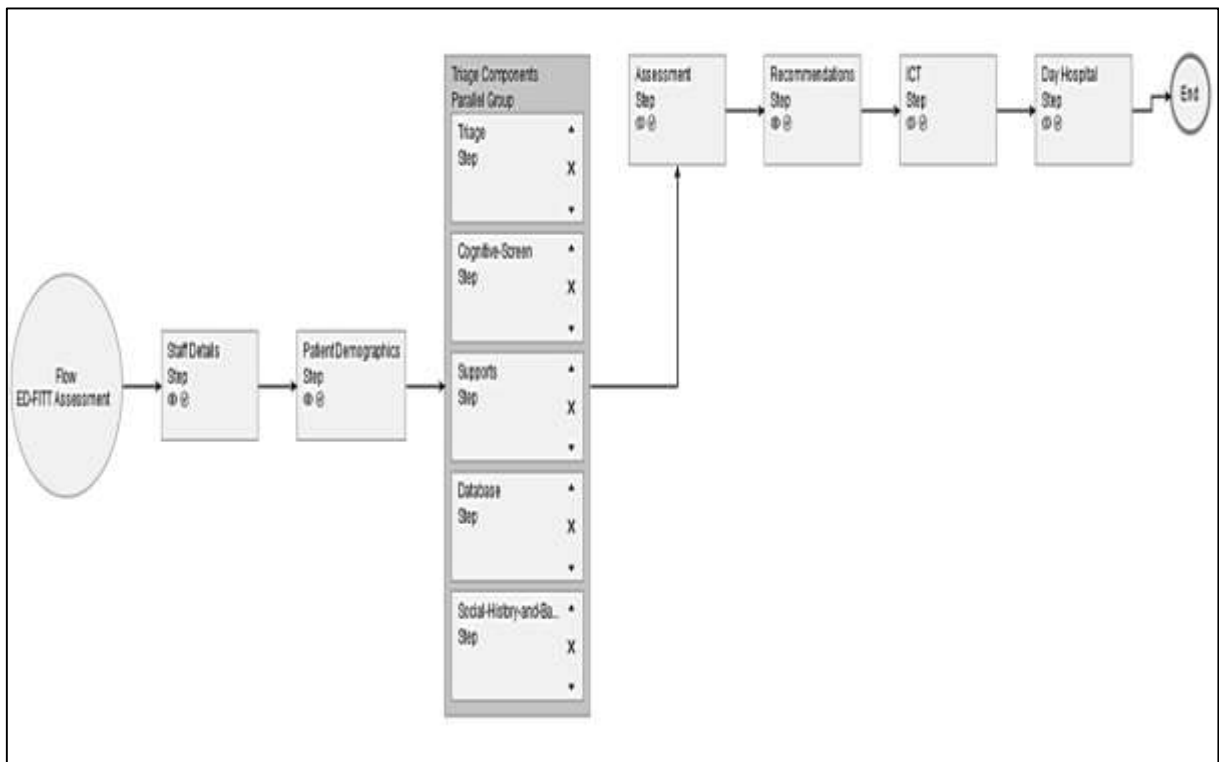 Flow
ED-FITT Assessment
Staff Details
Step
Patient Demographics
Step
Triage Components
Parallel Group
Triage
Step
X
Cognitive-Screen
Step
X
Supports
Step
X
Database
Step
X
Social-History-and-Ba...
Step
X
Assessment
Step
Recommendations
Step
ICT
Step
Day Hospital
Step
End